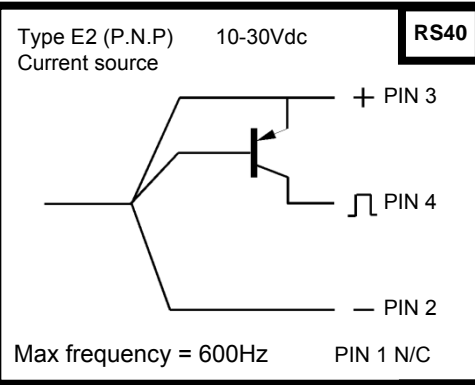 Type E2 (P.N.P) 10-30Vdc
RS40
Current source
+ PIN 3
PIN 4
− PIN 2
Max frequency = 600Hz PIN 1 N/C